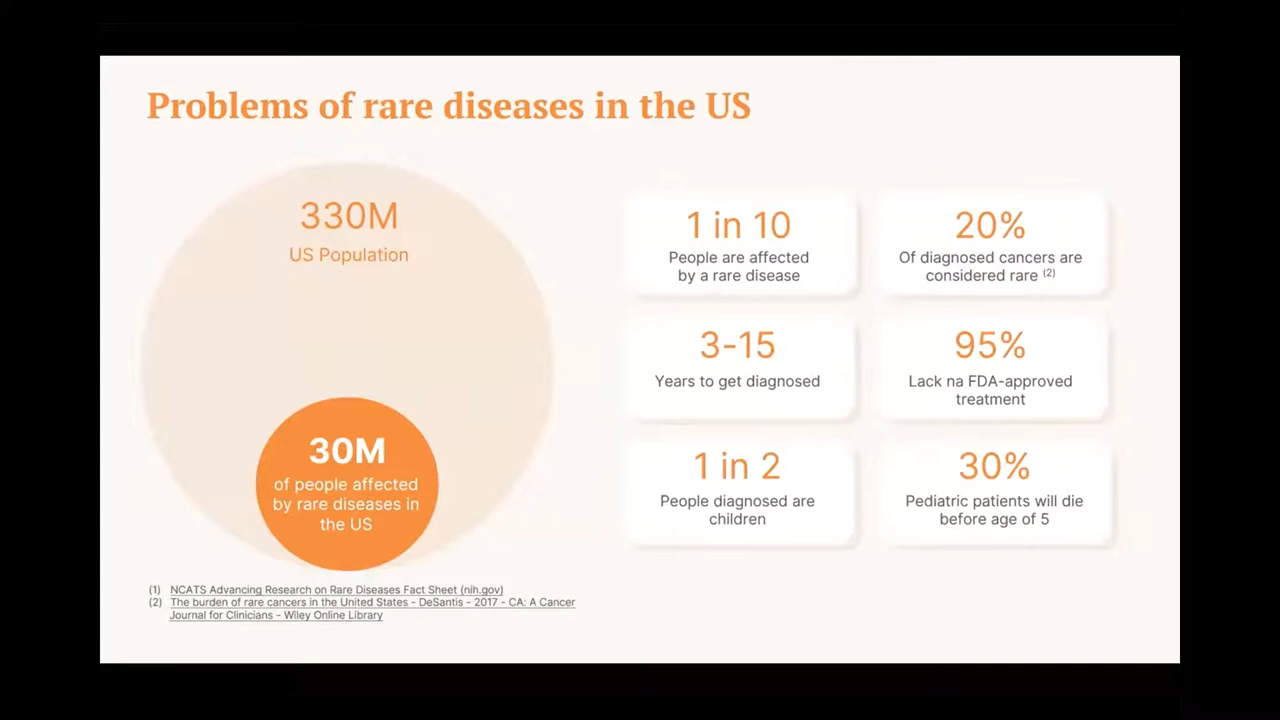 Problems of rare diseases in the US
330M
US Population
30M
of people affected
by rare diseases in
the US
1 in 10
People are affected
by a rare disease
20%
Of diagnosed cancers are
considered rare (2)
3-15
Years to get diagnosed
95%
Lack na FDA-approved
treatment
1 in 2
People diagnosed are
children
30%
Pediatric patients will die
before age of 5
(1) NCATS Advancing Research on Rare Diseases Fact Sheet (nih.gov)
(2) The burden of rare cancers in the United States - DeSantis - 2017 - CA: A Cancer
Journal for Clinicians - Wiley Online Library